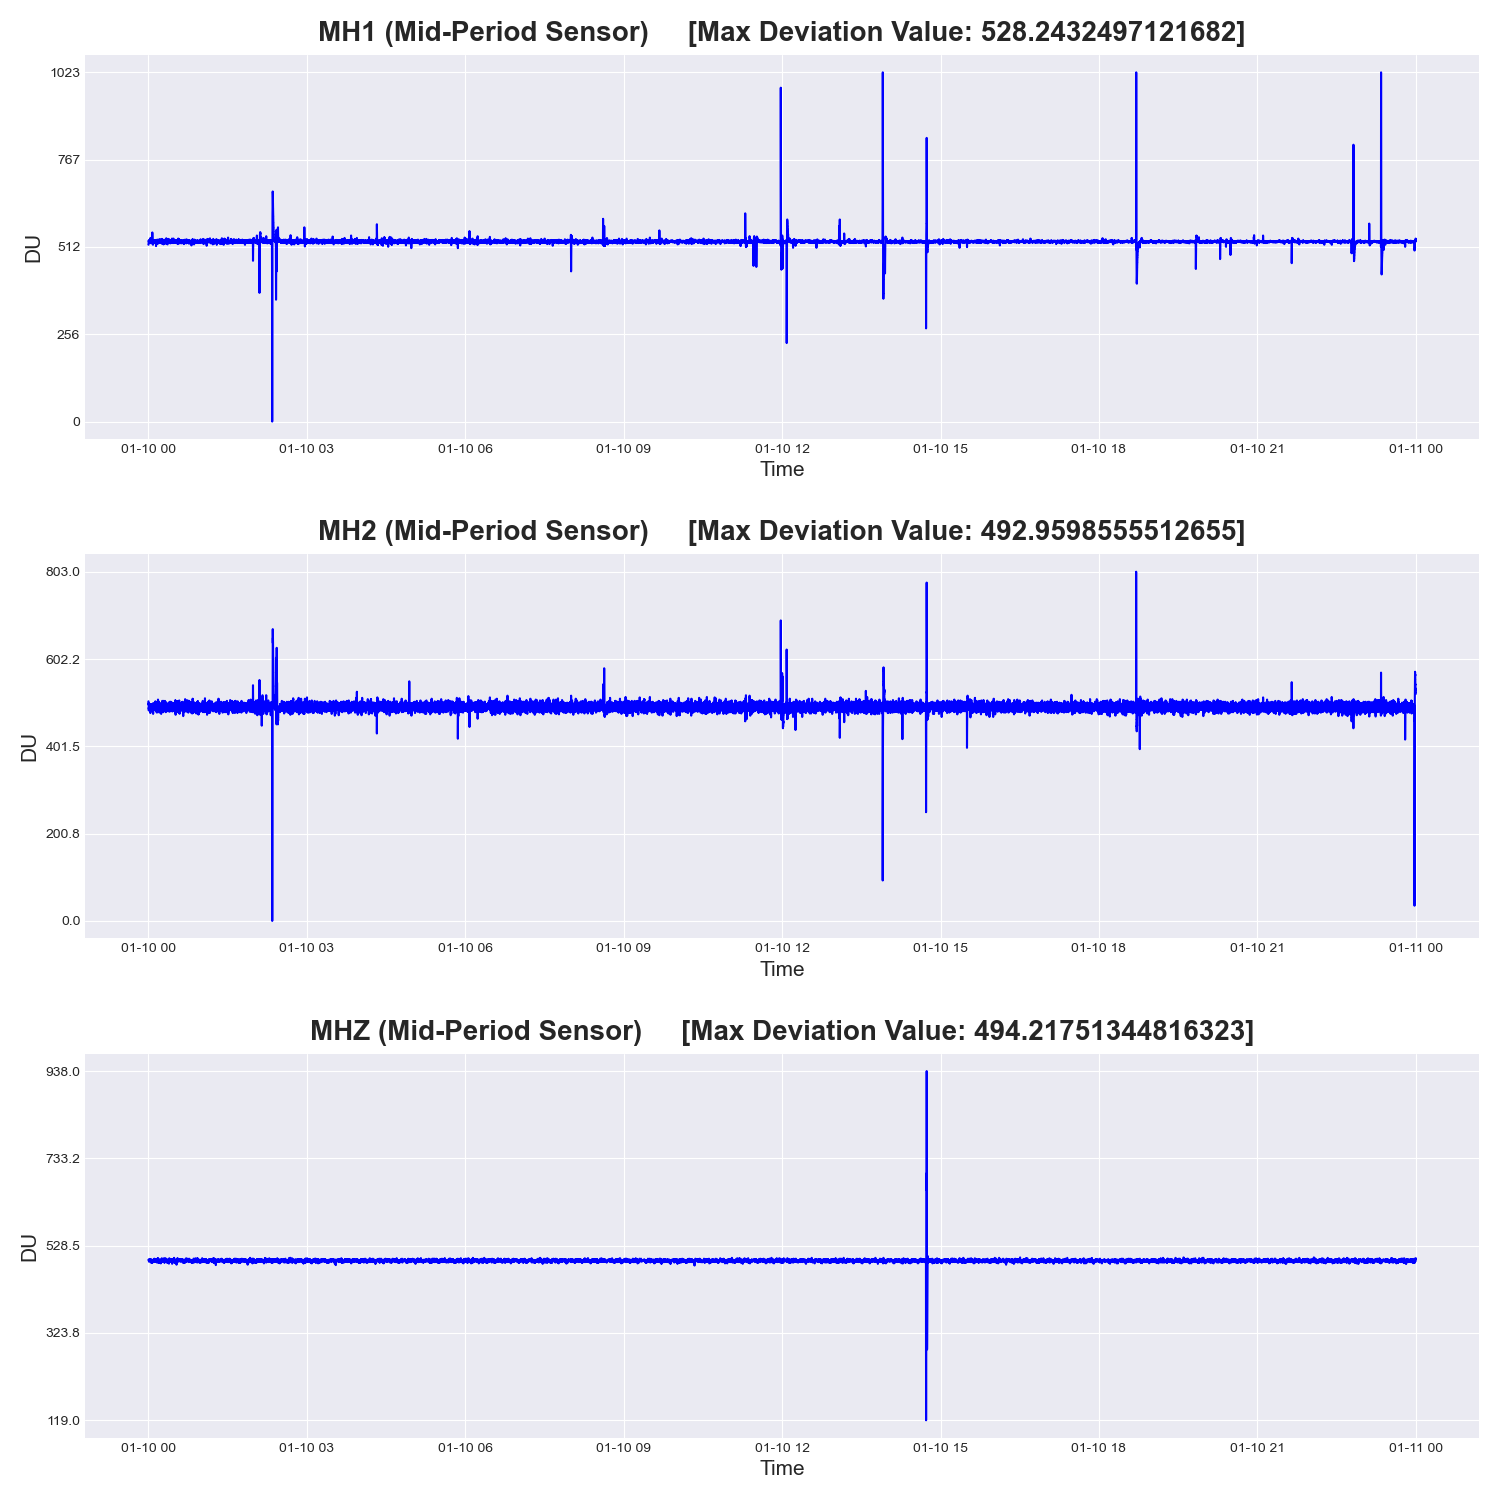 MH1 (Mid-Period Sensor) [Max Deviation Value: 528.2432497121682]
1023
767
512
256
0
DU
01-10 00 01-10 03 01-10 06 01-10 09 01-10 12 01-10 15 01-10 18 01-10 21 01-11 00
Time
MH2 (Mid-Period Sensor) [Max Deviation Value: 492.9598555512655]
803.0
602.2
401.5
200.8
0.0
DU
01-10 00 01-10 03 01-10 06 01-10 09 01-10 12 01-10 15 01-10 18 01-10 21 01-11 00
Time
MHZ (Mid-Period Sensor) [Max Deviation Value: 494.21751344816323]
938.0
733.2
528.5
323.8
119.0
DU
01-10 00 01-10 03 01-10 06 01-10 09 01-10 12 01-10 15 01-10 18 01-10 21 01-11 00
Time